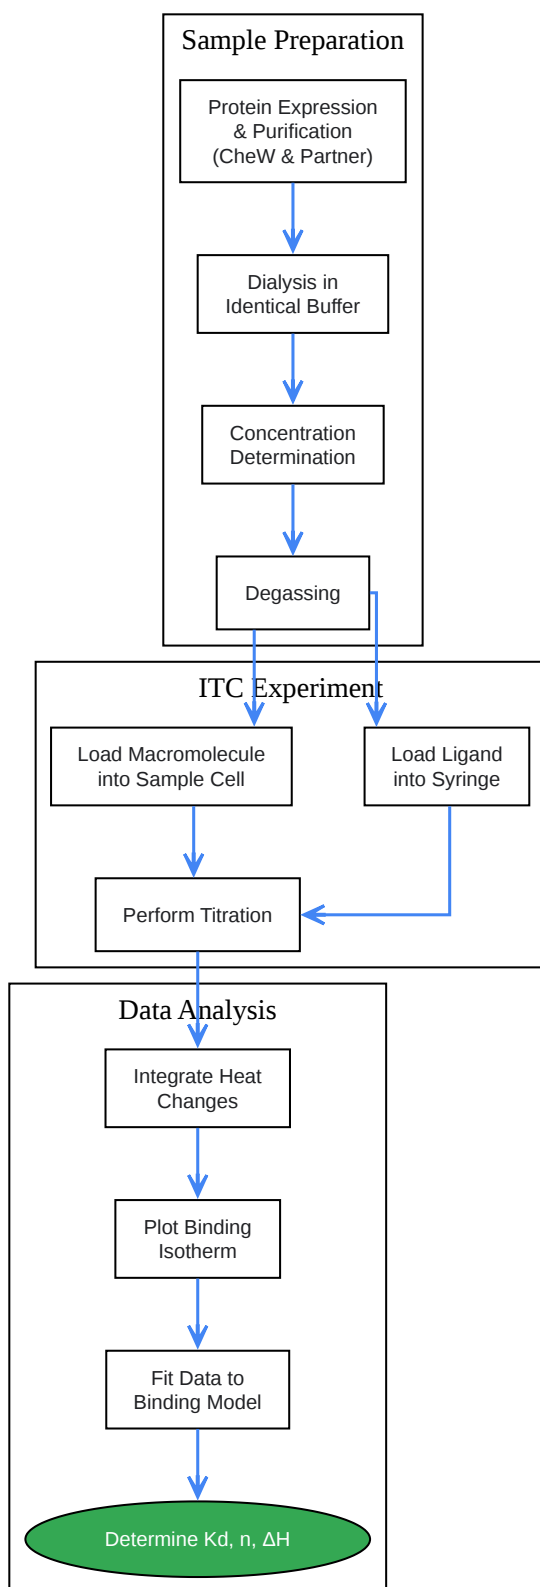 Sample Preparation
Protein Expression
& Purification
(CheW & Partner)
Dialysis in
Identical Buffer
Concentration
Determination
Degassing
ITC Experiment
Load Macromolecule
into Sample Cell
Load Ligand
into Syringe
Perform Titration
Data Analysis
Integrate Heat
Changes
Plot Binding
Isotherm
Fit Data to
Binding Model
Determine Kd, n, ΔH